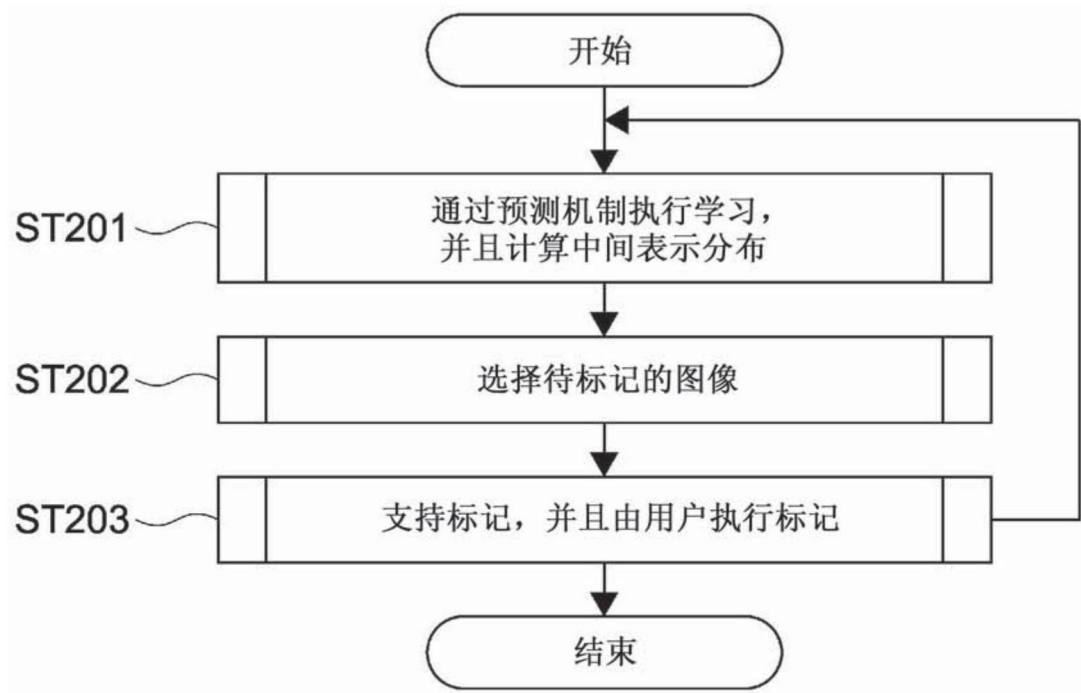 开始
ST201
通过预测机制执行学习，
并且计算中间表示分布
ST202
选择待标记的图像
ST203
支持标记，并且由用户执行标记
结束